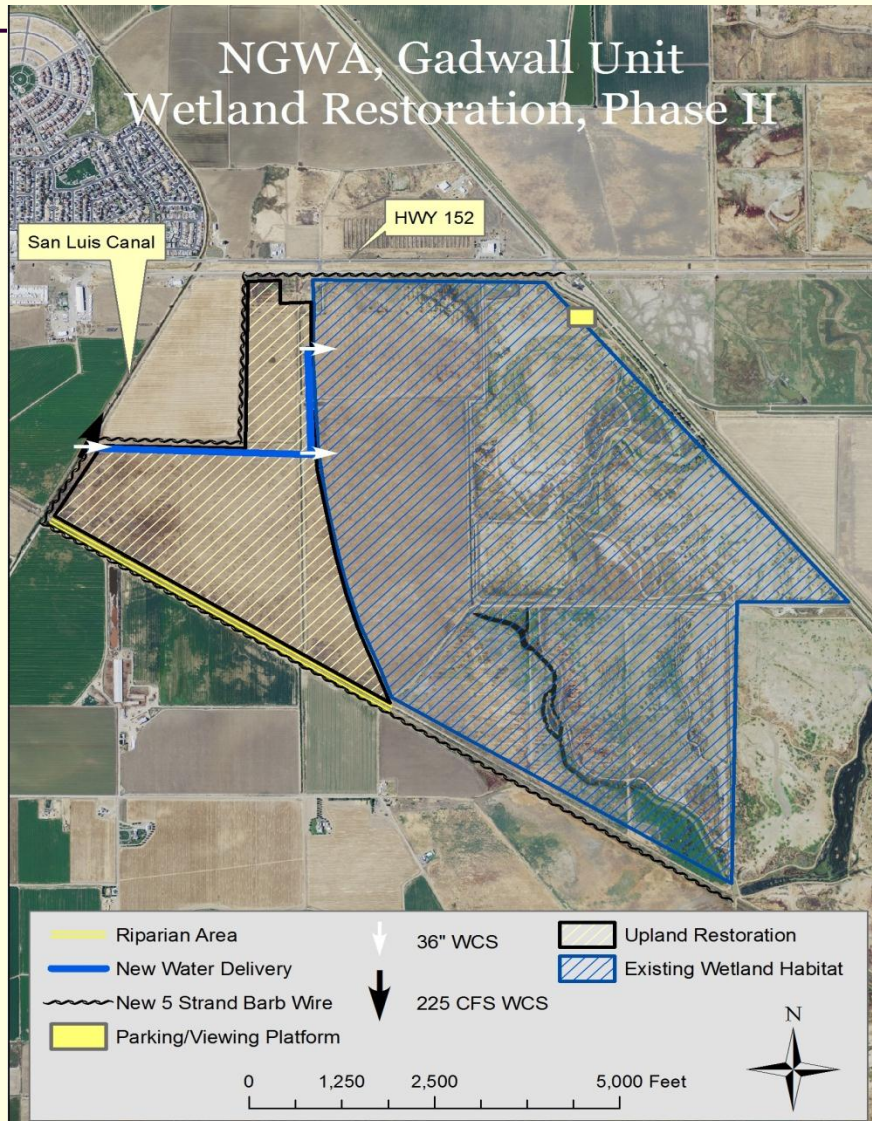 NGWA, Gadwall Unit
Wetland Restoration, Phase II
HWY 152
San Luis Canal
Riparian Area
New Water Delivery
New 5 Strand Barb Wire
Parking/Viewing Platform
36" WCS
225 CFS WCS
Upland Restoration
Existing Wetland Habitat
N
0 1,250 2,500 5,000 Feet